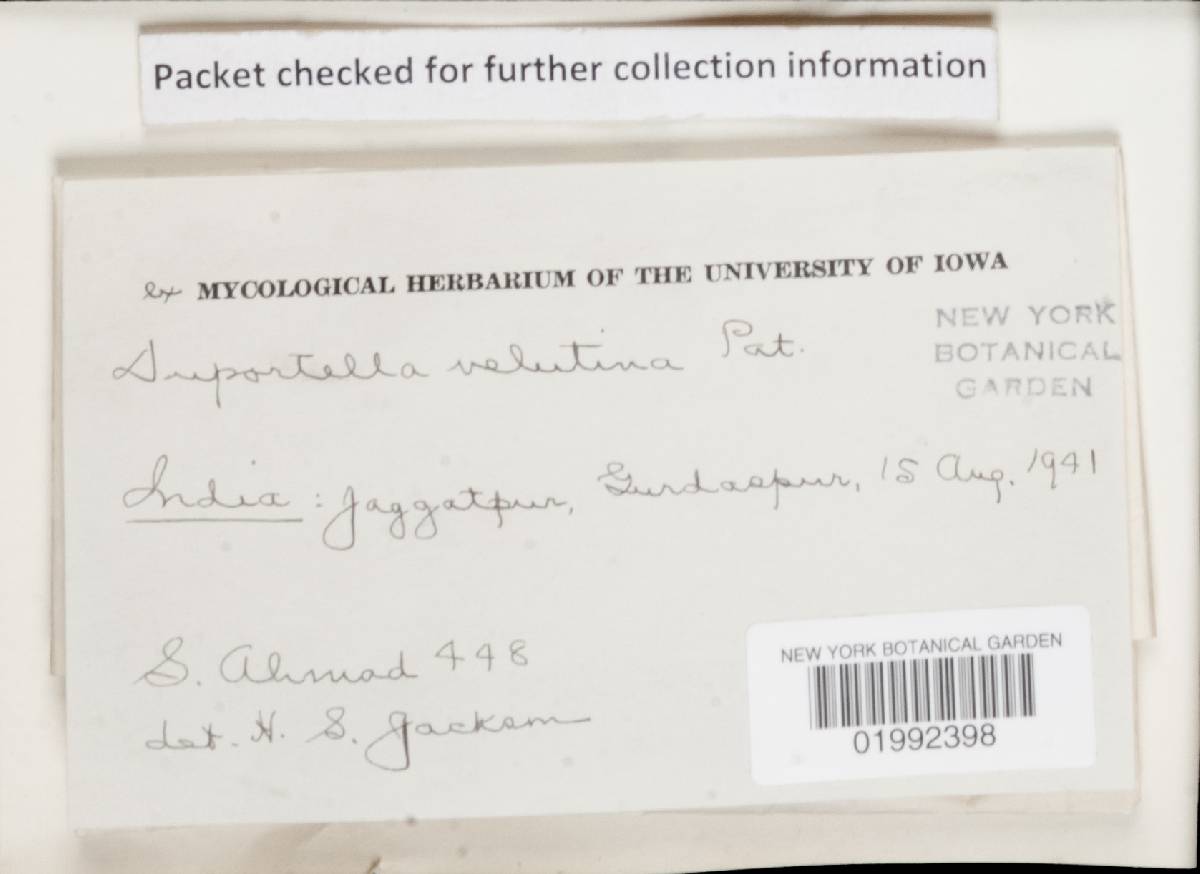 Packet checked for further collection information
ex MYCOLOGICAL HERBARIUM OF THE UNIVERSITY OF IOWA
Duportella velutina Pat.
NEW YORK
BOTANICAL
GARDEN
India : Jaggatpur, Gurdaspur, 15 Aug. 1941
S. Ahmad 448
det. H. S. Jackson
NEW YORK BOTANICAL GARDEN
01992398